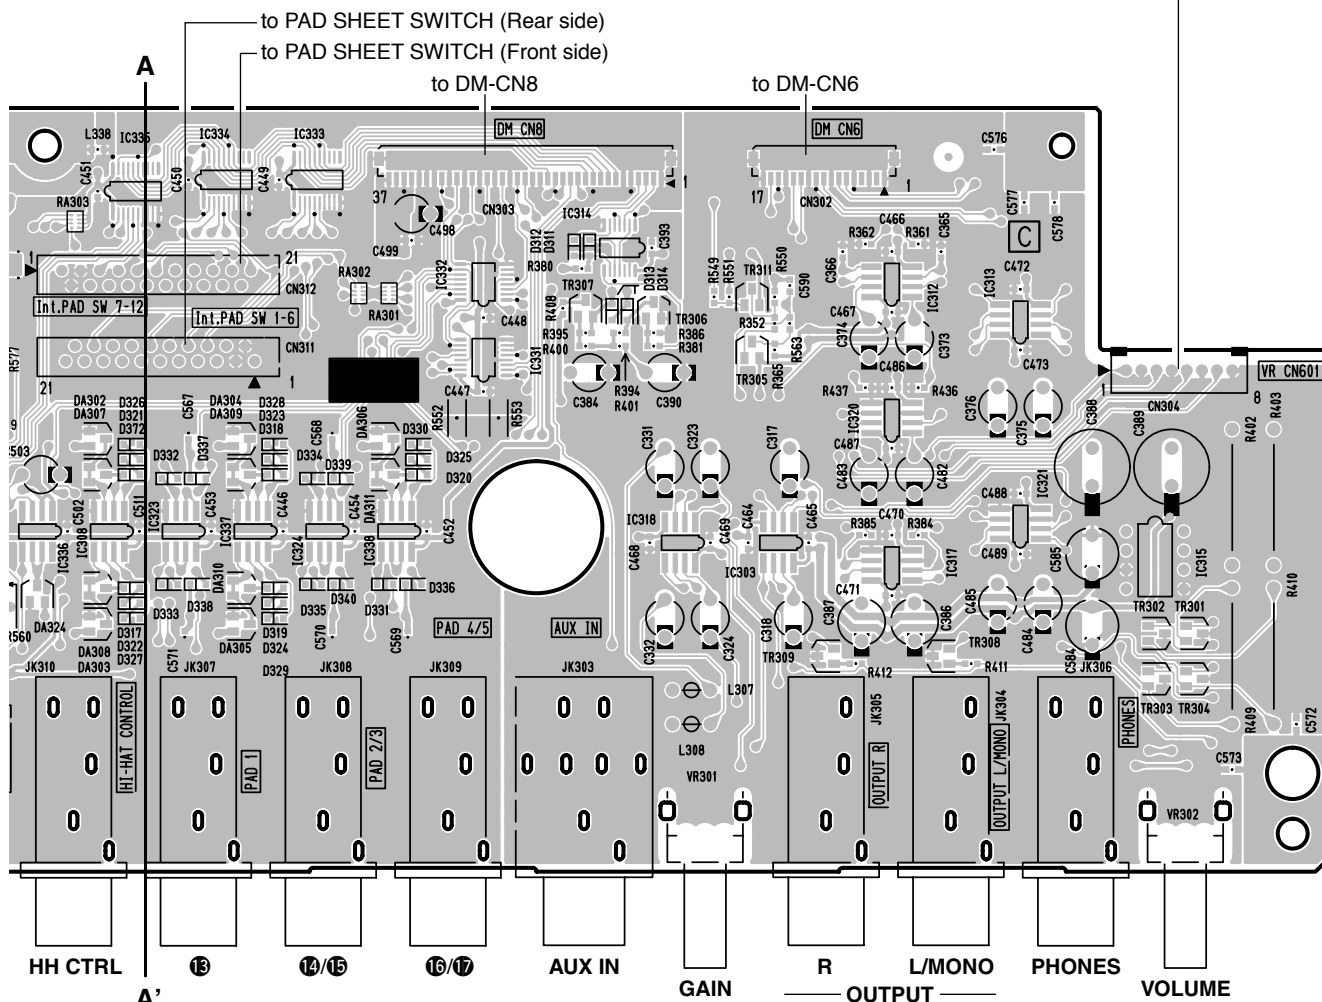 to PAD SHEET SWITCH (Rear side)
to PAD SHEET SWITCH (Front side)
A
to DM-CN8
to DM-CN6
DM CN8
DM CN6
L338
IC335
IC334
IC333
C576
C451
C450
C449
RA303
37
1
17
1
CN303
CN302
C498
C499
IC314
C393
D312
D311
R380
C577
C578
C
C466
R362
R361
C365
C366
IC312
IC313
C472
C473
1
21
CN312
Int.PAD SW 7-12
Int.PAD SW 1-6
RA302
RA301
IC332
C448
IC331
C447
TR307
D313
D314
R408
R395
R400
TR306
R386
R381
C384
R394
R401
C390
R549
R551
TR311
R550
C590
R352
TR305
R365
R563
C467
C374
C373
C486
R577
CN311
21
1
VR CN601
1
CN304
8
R437
R436
IC320
C487
C376
C375
C388
C389
R402
R403
DA302
DA307
D326
D321
D372
C567
DA304
DA309
D328
D323
D318
C568
DA306
D330
D325
D320
R552
R553
D332
D337
D334
D339
C331
C323
C317
C483
C482
IC321
C502
IC308
C511
IC323
C453
IC337
C446
IC324
C454
DA311
IC338
C452
IC336
IC318
C469
C464
C465
C468
IC303
R385
C470
R384
IC317
C471
C488
C489
C585
IC315
R410
DA310
D333
D338
D335
D340
D331
D336
DA324
R560
D317
D322
D327
DA308
DA303
C571
DA305
D319
D324
D329
C570
C569
PAD 4/5
AUX IN
C332
C324
C318
TR309
C387
C386
R412
R411
C485
TR308
C484
C584
TR302
TR301
TR303
TR304
R409
C572
C573
JK310
JK307
JK308
JK309
JK303
L307
L308
JK305
JK304
JK306
HI-HAT CONTROL
PAD 1
PAD 2/3
OUTPUT R
OUTPUT L/MONO
PHONES
VR301
VR302
HH CTRL
⓭
⓮/⓯
⓰/⓱
AUX IN
GAIN
R
L/MONO
PHONES
VOLUME
OUTPUT
A'